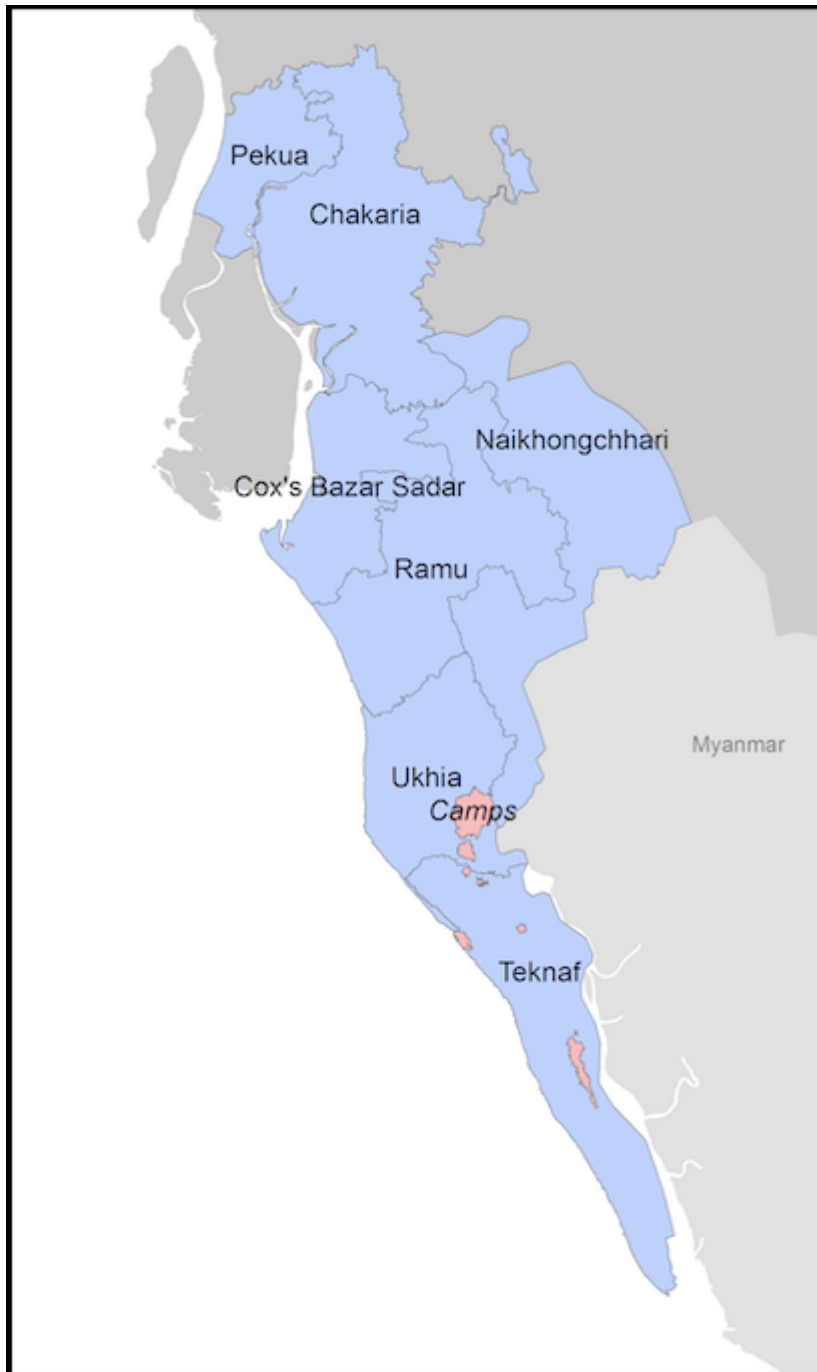 Pekua
Chakaria
Naikhongchhari
Cox's Bazar Sadar
Ramu
Myanmar
Ukhia
Camps
Teknaf